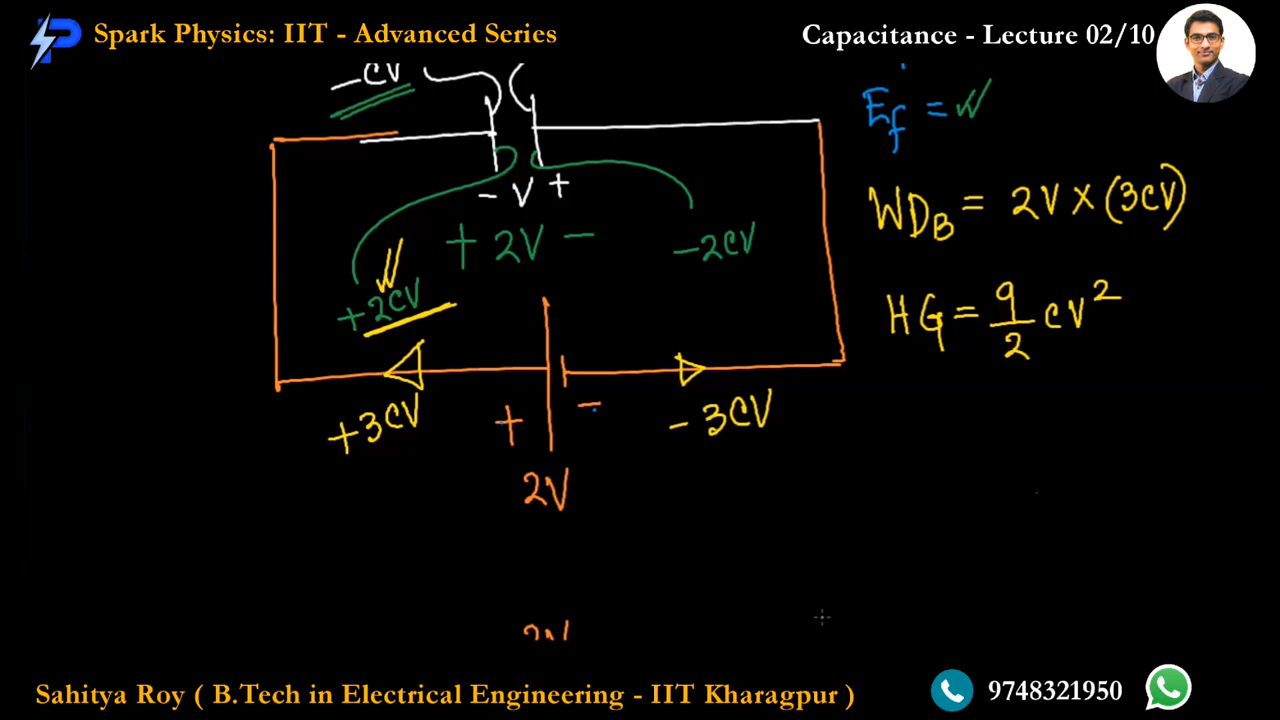 Spark Physics: IIT - Advanced Series
Capacitance - Lecture 02/10
-CV
- V +
+ 2V -
-2CV
+2CV
+3CV
+
-
-3CV
2V
E_f =
WD_B = 2V × (3CV)
HG = 9/2 CV²
Sahitya Roy ( B.Tech in Electrical Engineering - IIT Kharagpur )
9748321950